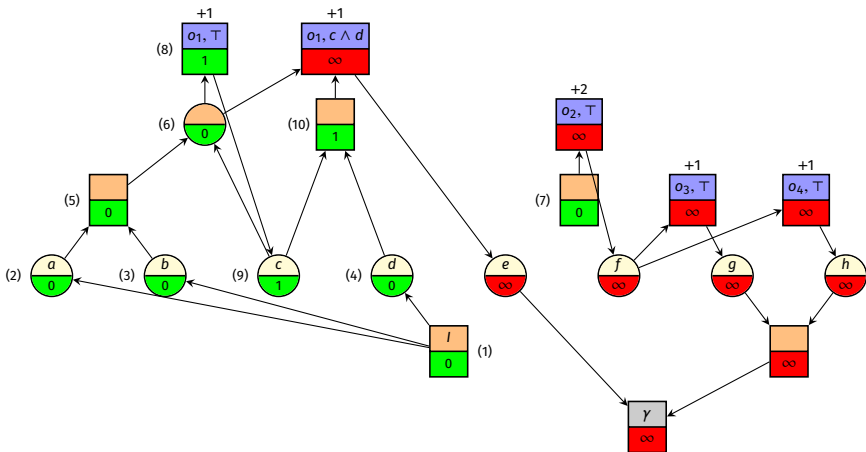 +1 +1
(8) o₁, ⊤ o₁, c ∧ d
1 ∞
+2
(6) 0 (10) 1 o₂, ⊤
∞
+1 +1
(5) 0 (7) 0 o₃, ⊤ o₄, ⊤
∞ ∞
(2) a (3) b (9) c (4) d e f g h
0 0 1 0 ∞ ∞ ∞ ∞
I (1)
0 ∞
γ
∞